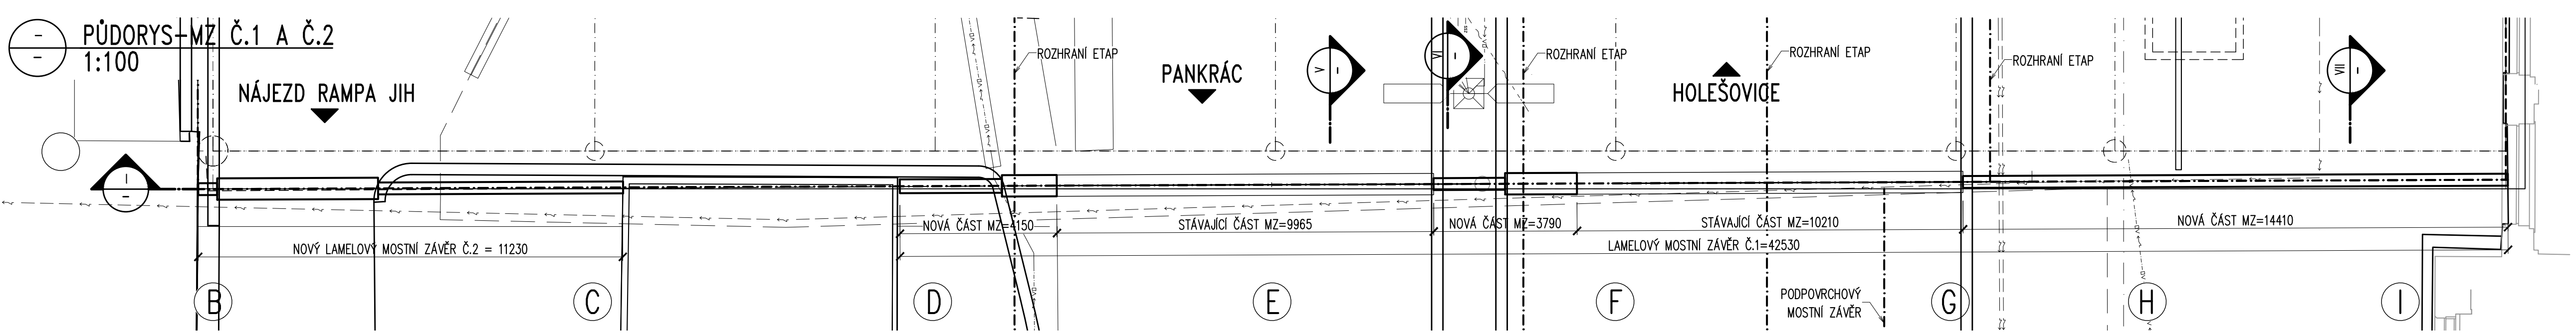 PŮDORYS-MZ Č.1 A Č.2
1:100
NÁJEZD RAMPA JIH
ROZHRANÍ ETAP
PANKRÁC
V
VII
ROZHRANÍ ETAP
HOLEŠOVICE
ROZHRANÍ ETAP
ROZHRANÍ ETAP
VII
I
NOVÁ ČÁST MZ=4150
STÁVAJÍCÍ ČÁST MZ=9965
NOVÁ ČÁST MZ=3790
STÁVAJÍCÍ ČÁST MZ=10210
NOVÁ ČÁST MZ=14410
NOVÝ LAMELOVÝ MOSTNÍ ZÁVĚR Č.2 = 11230
LAMELOVÝ MOSTNÍ ZÁVĚR Č.1=42530
PODPOVRCHOVÝ
MOSTNÍ ZÁVĚR
B
C
D
E
F
G
H
I